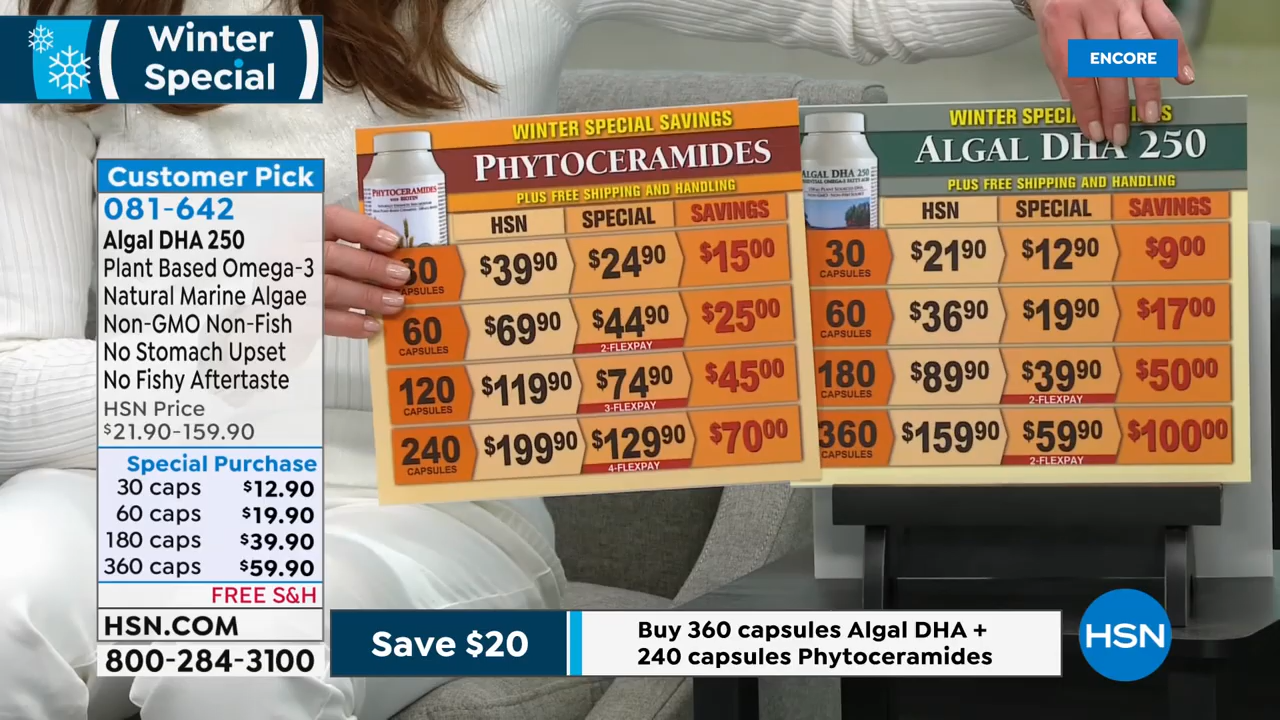 Winter
Special
ENCORE
Customer Pick
081-642
Algal DHA 250
Plant Based Omega-3
Natural Marine Algae
Non-GMO Non-Fish
No Stomach Upset
No Fishy Aftertaste
HSN Price
$21.90-159.90
Special Purchase
30 caps $12.90
60 caps $19.90
180 caps $39.90
360 caps $59.90
FREE S&H
HSN.COM
800-284-3100
WINTER SPECIAL SAVINGS
PHYTOCERAMIDES
PLUS FREE SHIPPING AND HANDLING
PHYTOCERAMIDES
HSN SPECIAL SAVINGS
30 CAPSULES $39.90 $24.90 $15.00
60 CAPSULES $69.90 $44.90 $25.00
2-FLEXPAY
120 CAPSULES $119.90 $74.90 $45.00
3-FLEXPAY
240 CAPSULES $199.90 $129.90 $70.00
4-FLEXPAY
WINTER SPECIAL
ALGAL DHA 250
PLUS FREE SHIPPING AND HANDLING
ALGAL DHA 250
HSN SPECIAL SAVINGS
30 CAPSULES $21.90 $12.90 $9.00
60 CAPSULES $36.90 $19.90 $17.00
180 CAPSULES $89.90 $39.90 $50.00
2-FLEXPAY
360 CAPSULES $159.90 $59.90 $100.00
2-FLEXPAY
Save $20
Buy 360 capsules Algal DHA +
240 capsules Phytoceramides
HSN